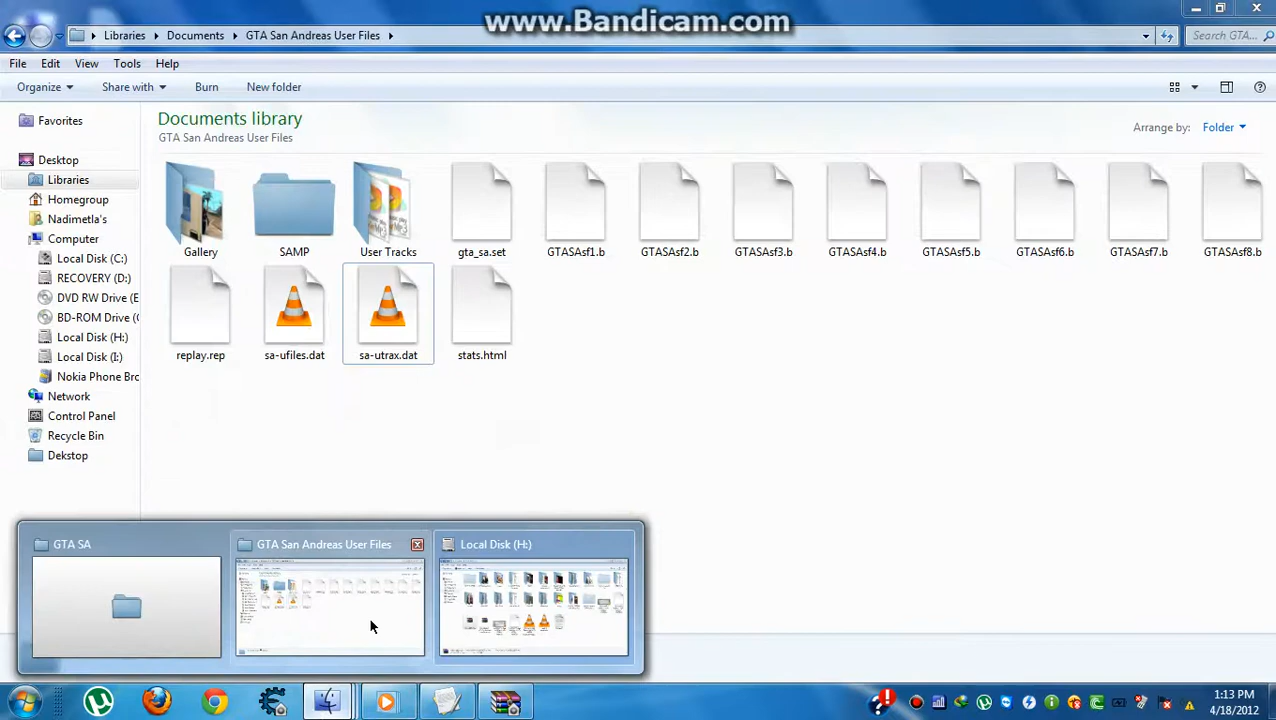 www.Bandicam.com
Libraries
Documents
GTA San Andreas User Files
Search GTA...
File
Edit
View
Tools
Help
Organize
Share with
Burn
New folder
Documents library
GTA San Andreas User Files
Arrange by:
Folder
Favorites
Desktop
Libraries
Homegroup
Nadimetla's
Computer
Local Disk (C:)
RECOVERY (D:)
DVD RW Drive (E
BD-ROM Drive (
Local Disk (H:)
Local Disk (I:)
Nokia Phone Bro
Network
Control Panel
Recycle Bin
Dekstop
Gallery
SAMP
User Tracks
gta_sa.set
GTASAsf1.b
GTASAsf2.b
GTASAsf3.b
GTASAsf4.b
GTASAsf5.b
GTASAsf6.b
GTASAsf7.b
GTASAsf8.b
replay.rep
sa-ufiles.dat
sa-utrax.dat
stats.html
GTA SA
GTA San Andreas User Files
Local Disk (H:)
1:13 PM
4/18/2012